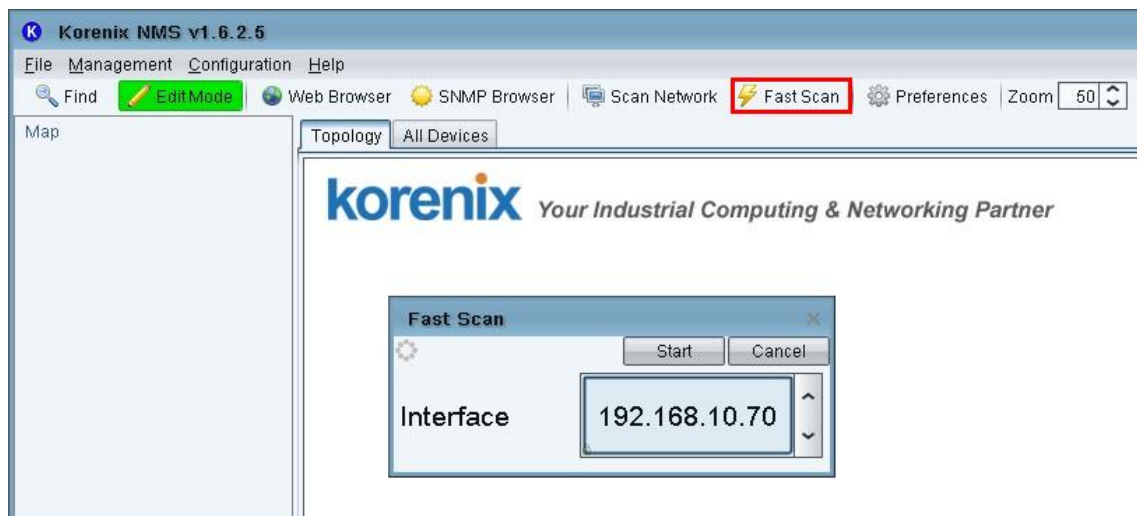 K Korenix NMS v1.6.2.5
File Management Configuration Help
Find Edit Mode Web Browser SNMP Browser Scan Network Fast Scan Preferences Zoom 50
Map
Topology All Devices
korenix Your Industrial Computing & Networking Partner
Fast Scan
Start Cancel
Interface 192.168.10.70